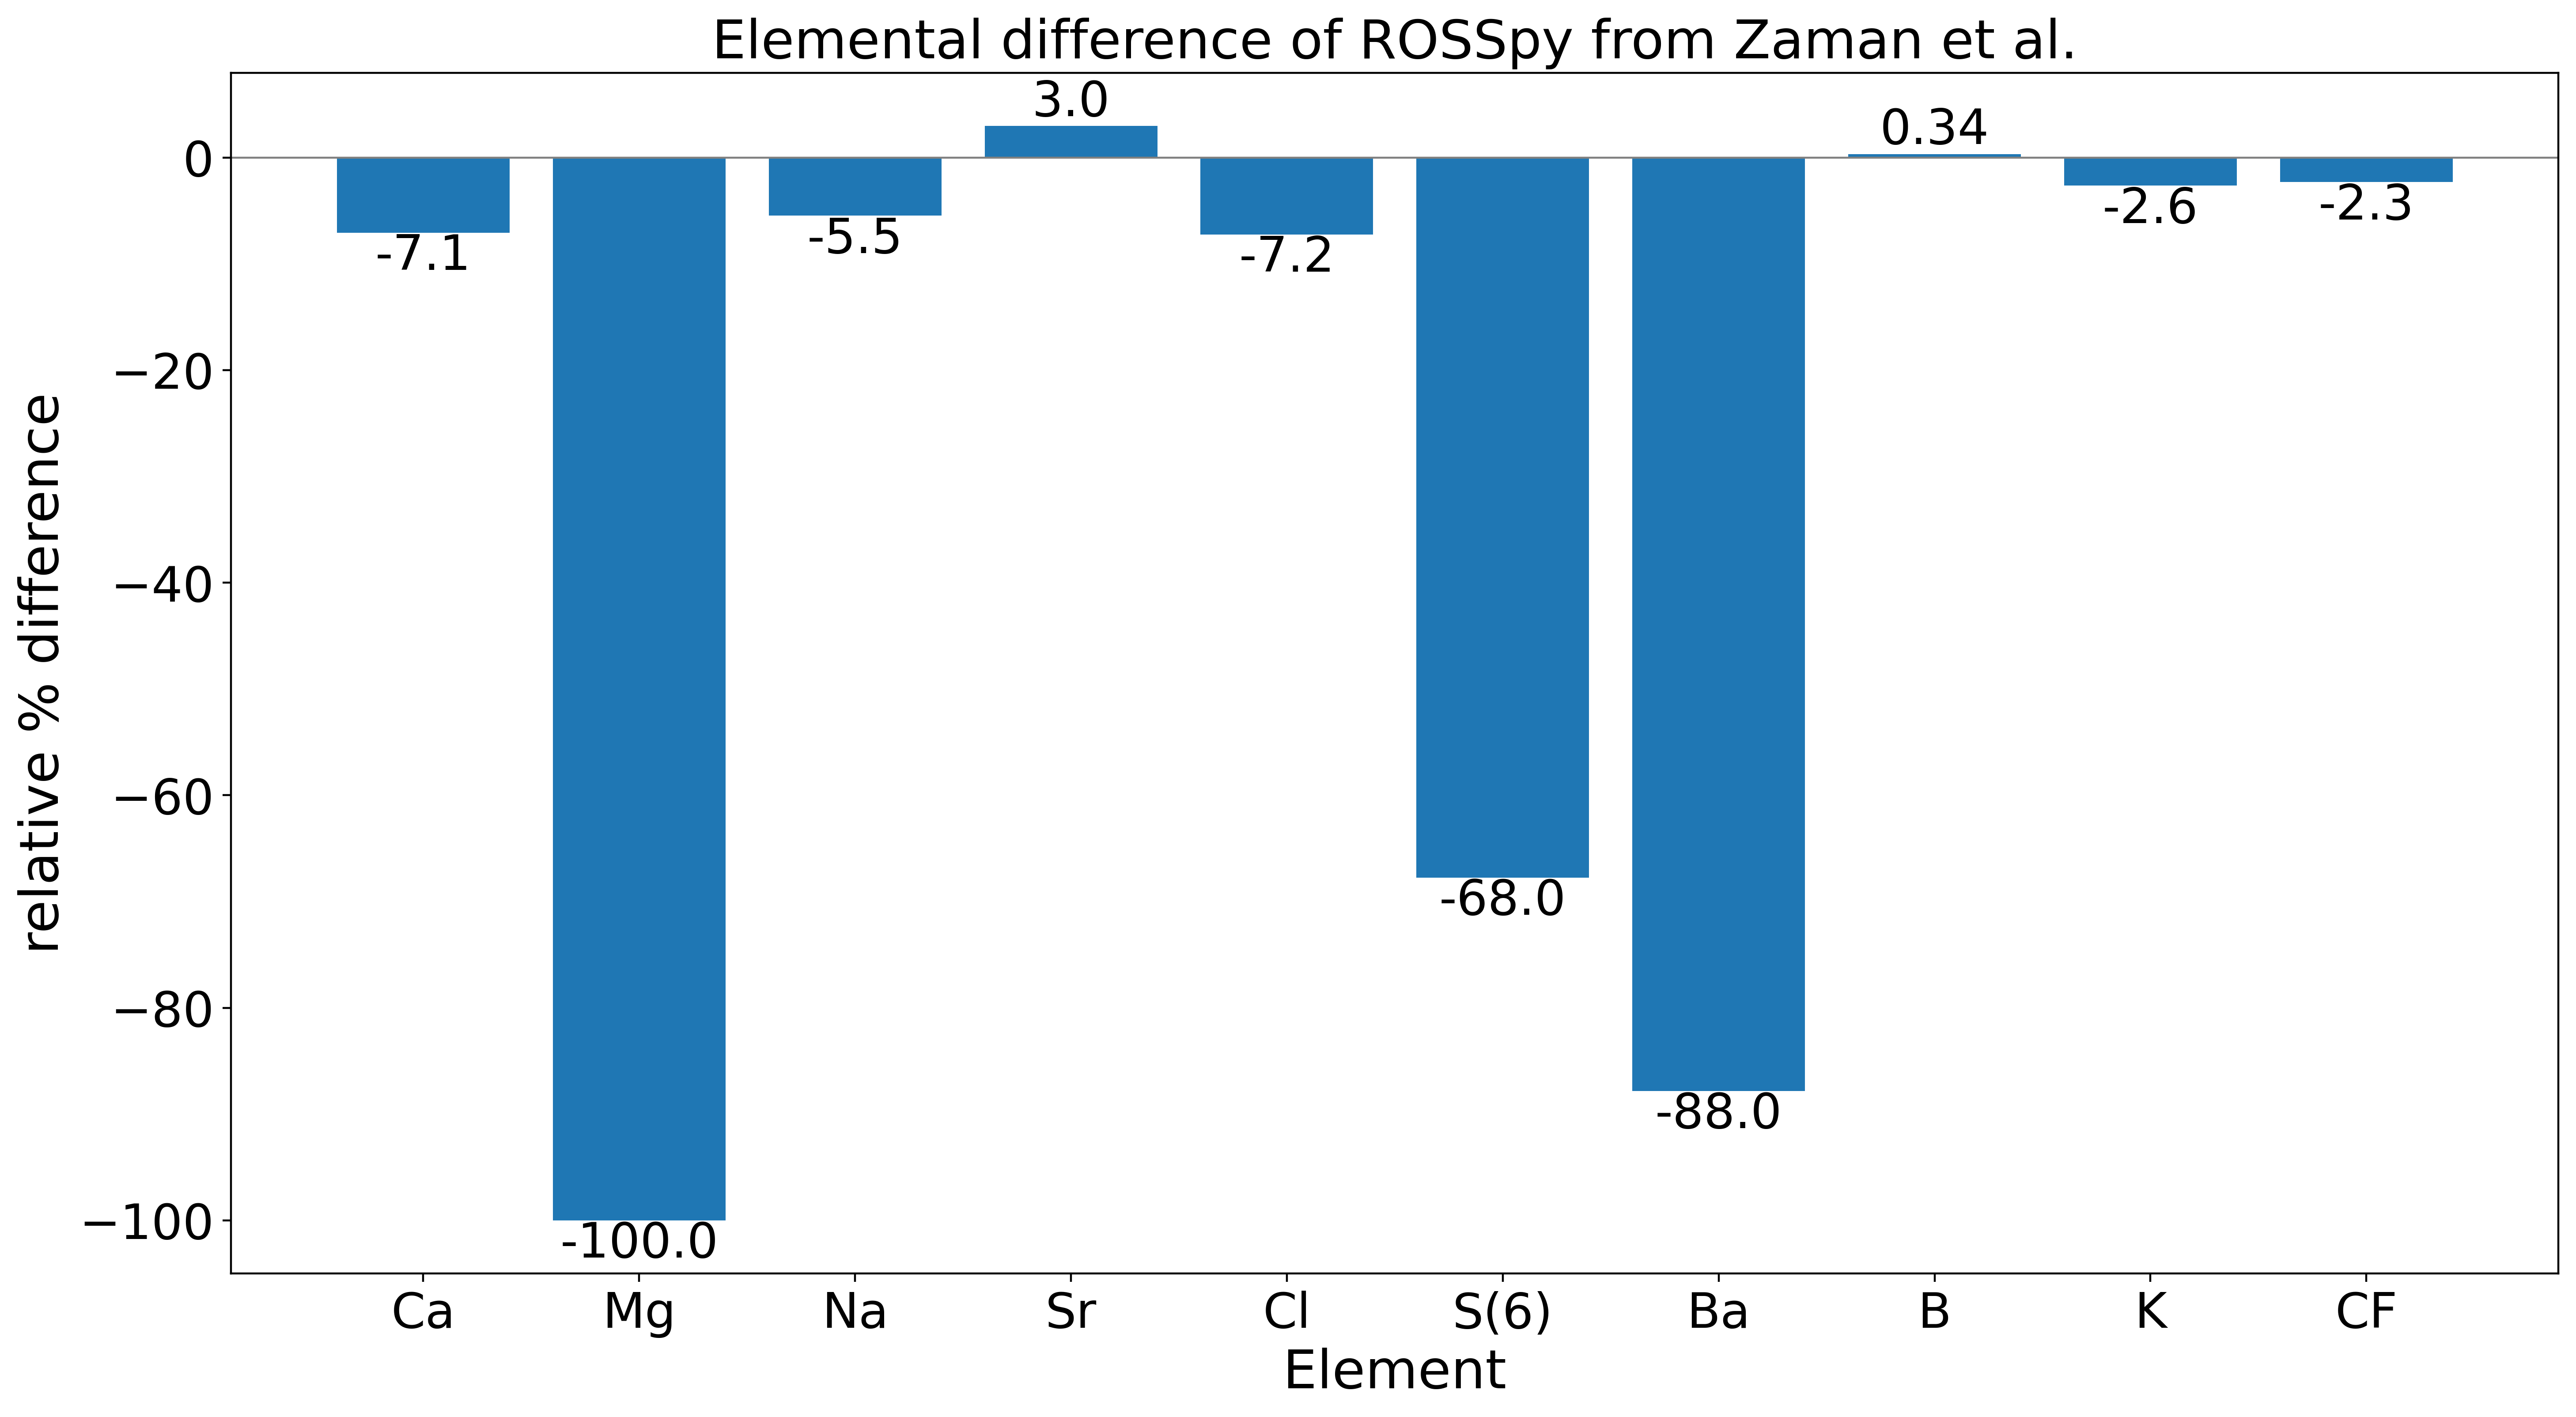 Elemental difference of ROSSpy from Zaman et al.
relative % difference
0
−20
−40
−60
−80
−100
-7.1
-100.0
-5.5
3.0
-7.2
-68.0
-88.0
0.34
-2.6
-2.3
Ca
Mg
Na
Sr
Cl
S(6)
Ba
B
K
CF
Element